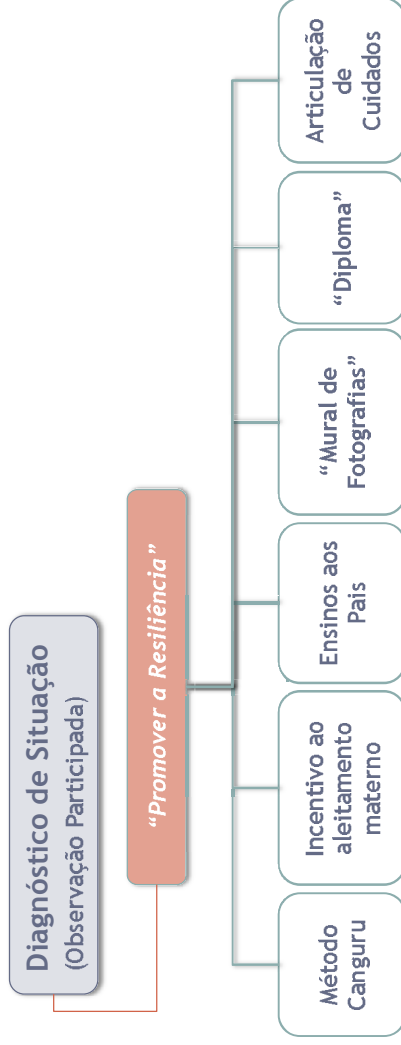 Diagnóstico de Situação
(Observação Participada)
“Promover a Resiliência”
Método
Canguru
Incentivo ao
aleitamento
materno
Ensinos aos
Pais
“Mural de
Fotografias”
“Diploma”
Articulação
de
Cuidados